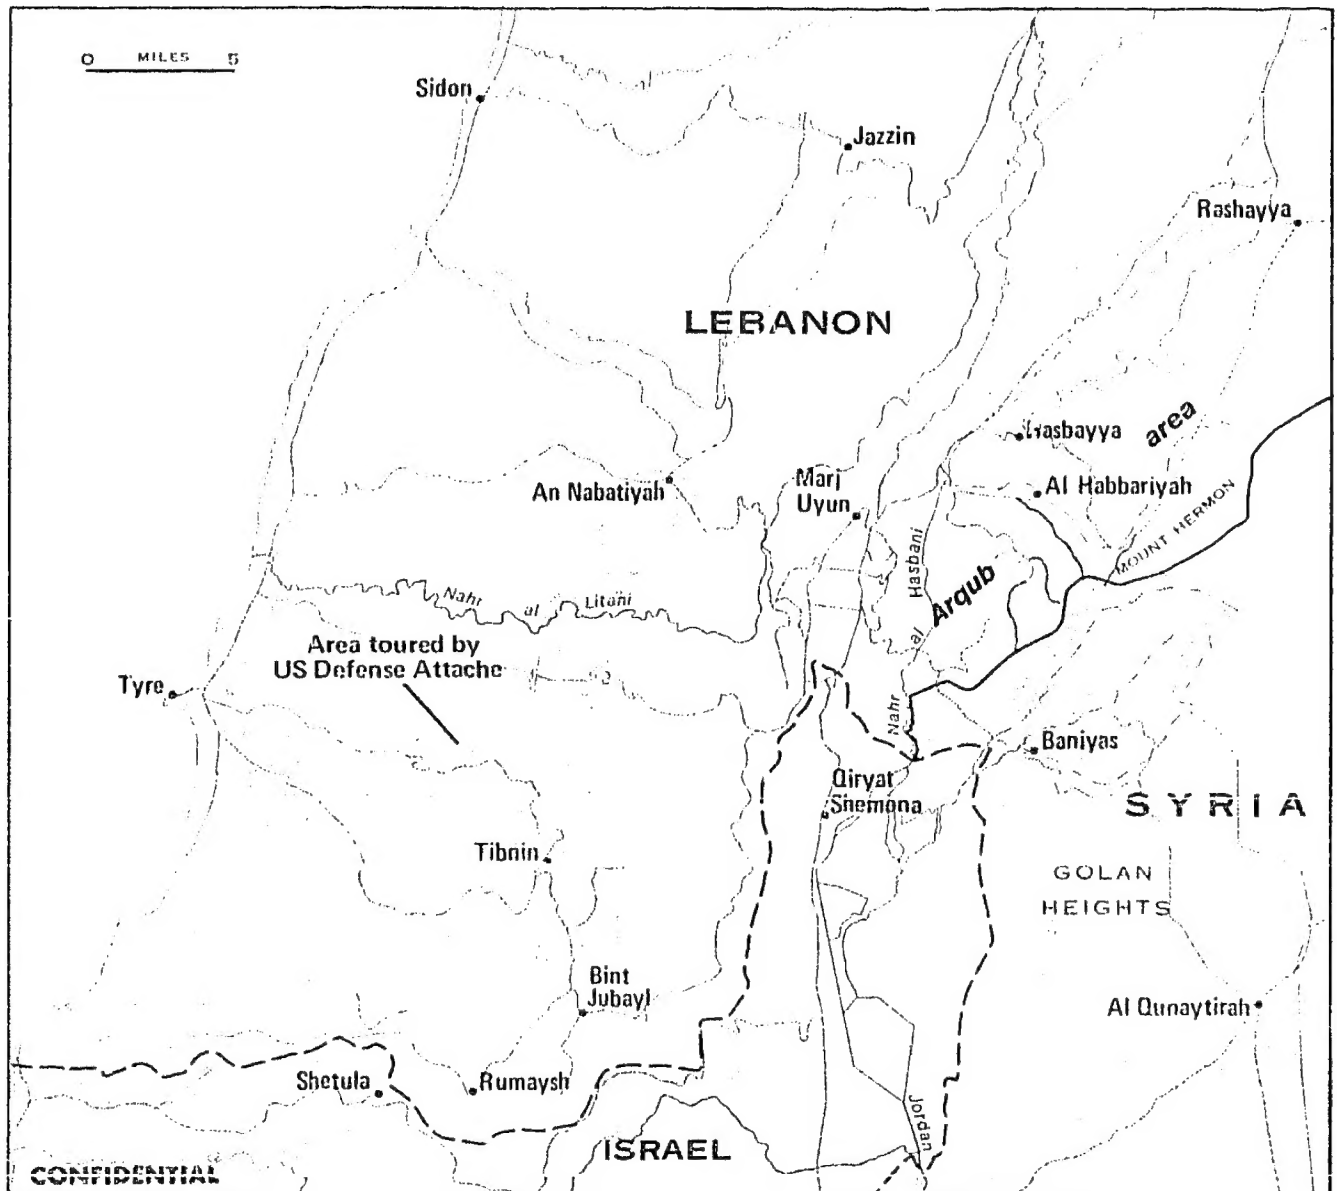 0 MILES 5
Sidon
Jazzin
Rashayya
LEBANON
area
Hasbayya
An Nabatiyah
Marj
Uyun
Al Habbariyah
MOUNT HERMON
Nahr al Litani
Nahr al Hasbani
Arqub
Area toured by
US Defense Attache
Tyre
Baniyas
Qiryat
Shemona
SYRIA
Tibnin
GOLAN
HEIGHTS
Bint
Jubayl
Al Qunaytirah
Shetula
Rumaysh
Jordan
ISRAEL
CONFIDENTIAL